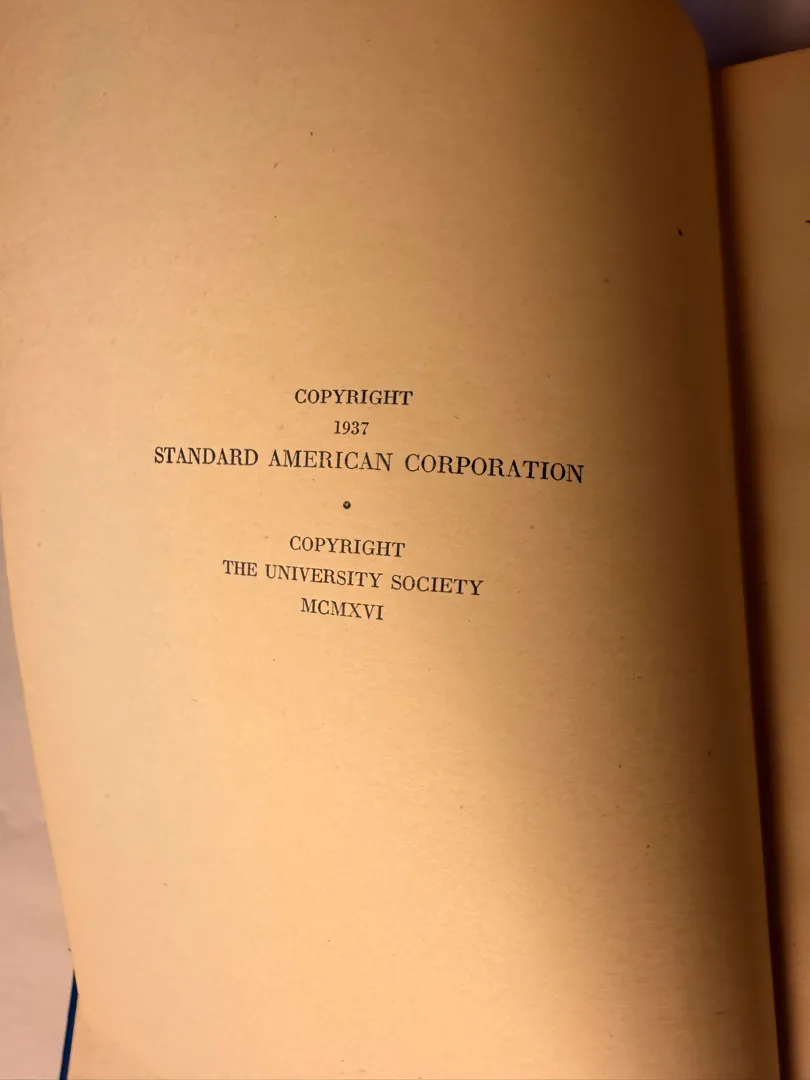 COPYRIGHT
1937
STANDARD AMERICAN CORPORATION
COPYRIGHT
THE UNIVERSITY SOCIETY
MCMXVI